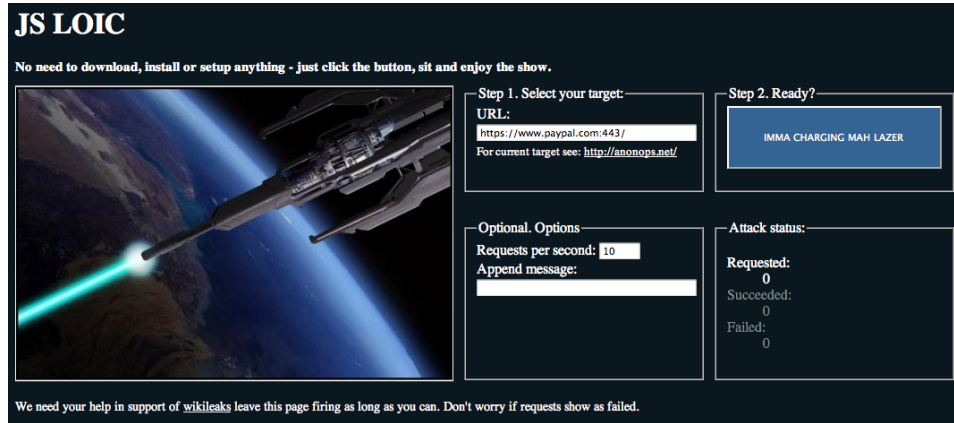 JS LOIC
No need to download, install or setup anything - just click the button, sit and enjoy the show.
Step 1. Select your target:
URL:
https://www.paypal.com:443/
For current target see: http://anonops.net/
Step 2. Ready?
IMMA CHARGING MAH LAZER
Optional. Options
Requests per second: 10
Append message:
Attack status:
Requested:
0
Succeeded:
0
Failed:
0
We need your help in support of wikileaks leave this page firing as long as you can. Don't worry if requests show as failed.